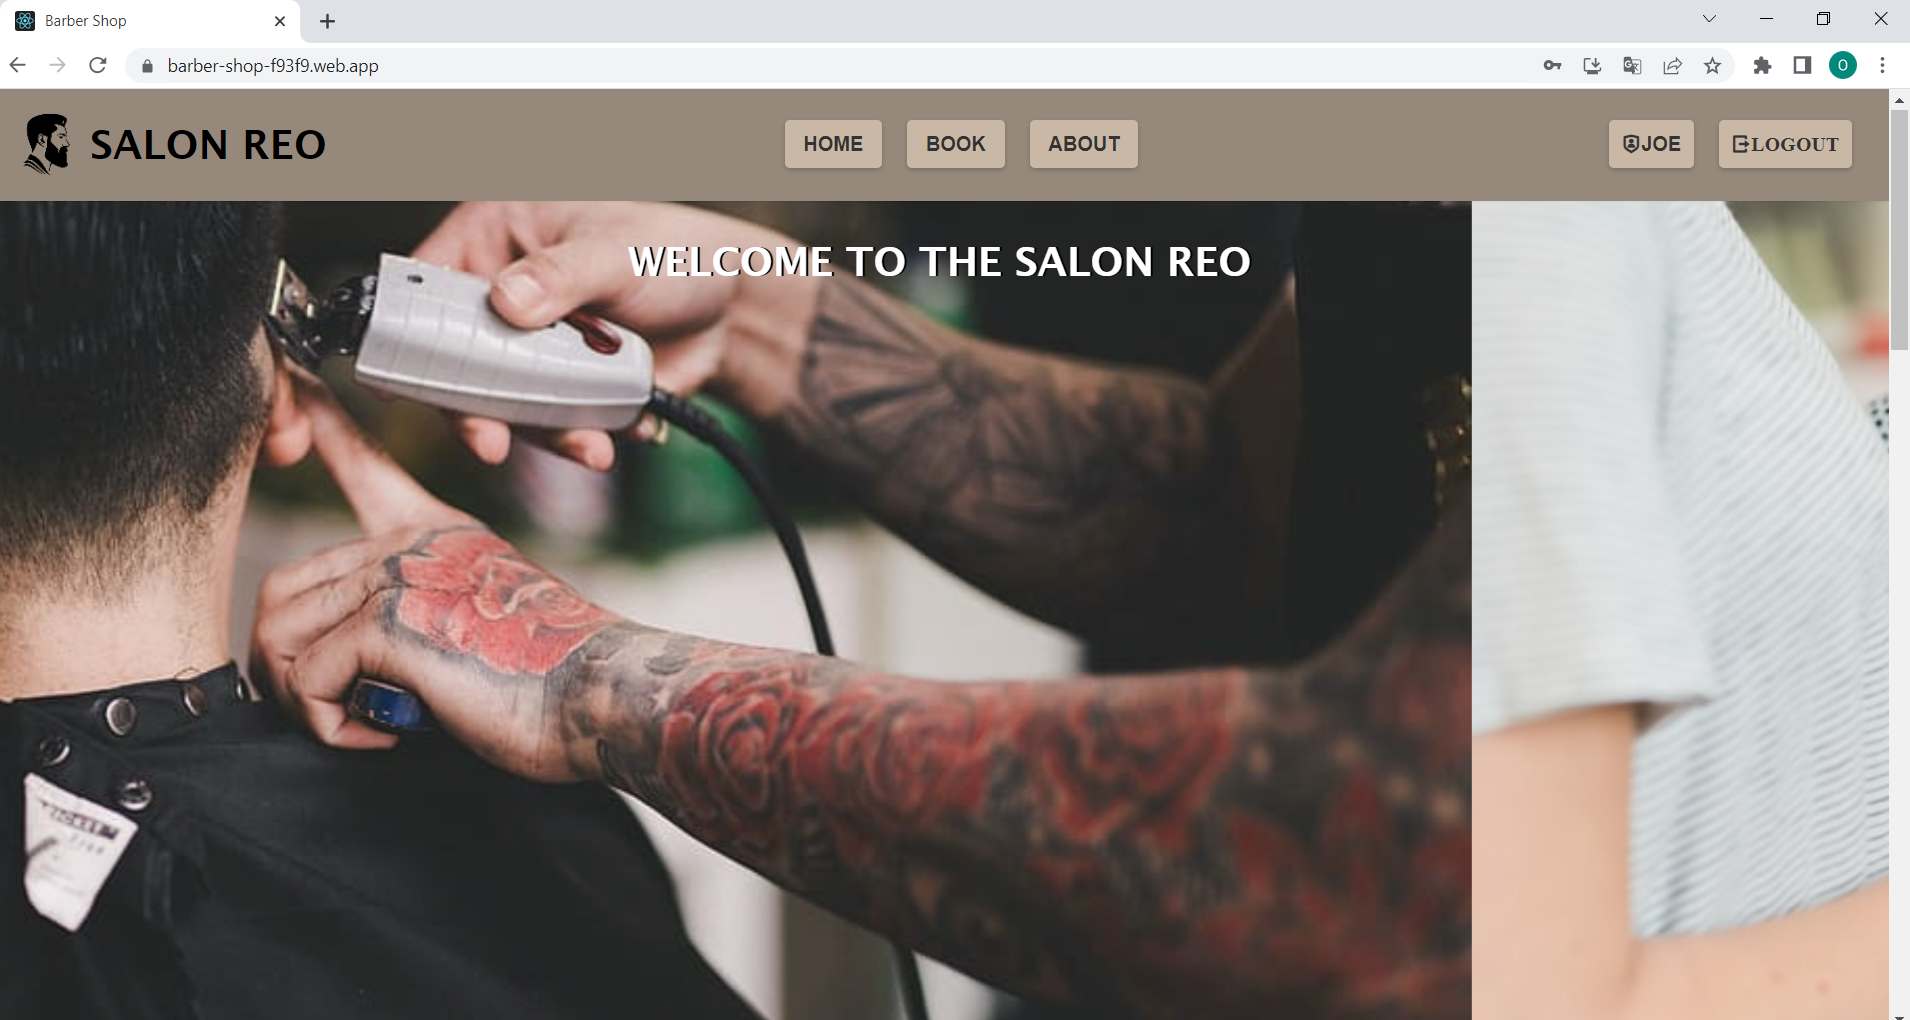 Barber Shop
barber-shop-f93f9.web.app
O
SALON REO
HOME
BOOK
ABOUT
JOE
LOGOUT
WELCOME TO THE SALON REO